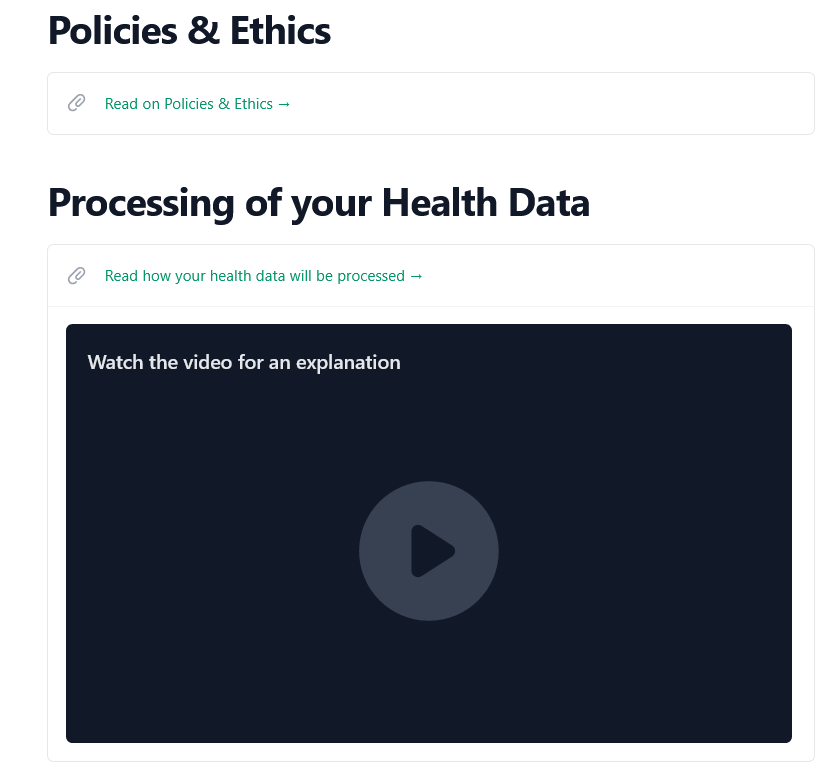 Policies & Ethics
Read on Policies & Ethics →
Processing of your Health Data
Read how your health data will be processed →
Watch the video for an explanation